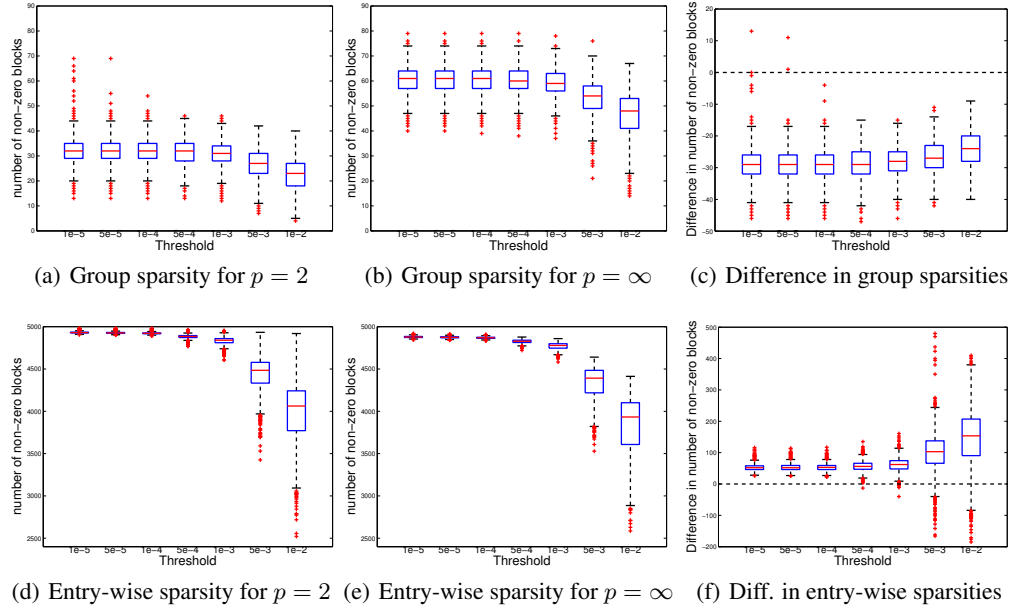 number of non-zero blocks
90
80
70
60
50
40
30
20
10
0
1e-5 5e-5 1e-4 5e-4 1e-3 5e-3 1e-2
Threshold
(a) Group sparsity for p = 2
number of non-zero blocks
90
80
70
60
50
40
30
20
10
0
1e-5 5e-5 1e-4 5e-4 1e-3 5e-3 1e-2
Threshold
(b) Group sparsity for p = ∞
Difference in number of non-zero blocks
20
10
0
-10
-20
-30
-40
-50
1e-5 5e-5 1e-4 5e-4 1e-3 5e-3 1e-2
Threshold
(c) Difference in group sparsities
number of non-zero blocks
5000
4500
4000
3500
3000
2500
1e-5 5e-5 1e-4 5e-4 1e-3 5e-3 1e-2
Threshold
(d) Entry-wise sparsity for p = 2
number of non-zero blocks
5000
4500
4000
3500
3000
2500
1e-5 5e-5 1e-4 5e-4 1e-3 5e-3 1e-2
Threshold
(e) Entry-wise sparsity for p = ∞
Difference in number of non-zero blocks
500
400
300
200
100
0
-100
-200
1e-5 5e-5 1e-4 5e-4 1e-3 5e-3 1e-2
Threshold
(f) Diff. in entry-wise sparsities